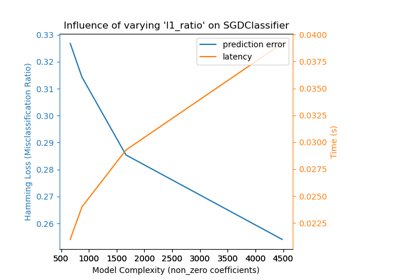 Influence of varying 'l1_ratio' on SGDClassifier
prediction error
latency
Hamming Loss (Misclassification Ratio)
0.33
0.32
0.31
0.30
0.29
0.28
0.27
0.26
0.0400
0.0375
0.0350
0.0325
0.0300
0.0275
0.0250
0.0225
Time (s)
500 1000 1500 2000 2500 3000 3500 4000 4500
Model Complexity (non_zero coefficients)